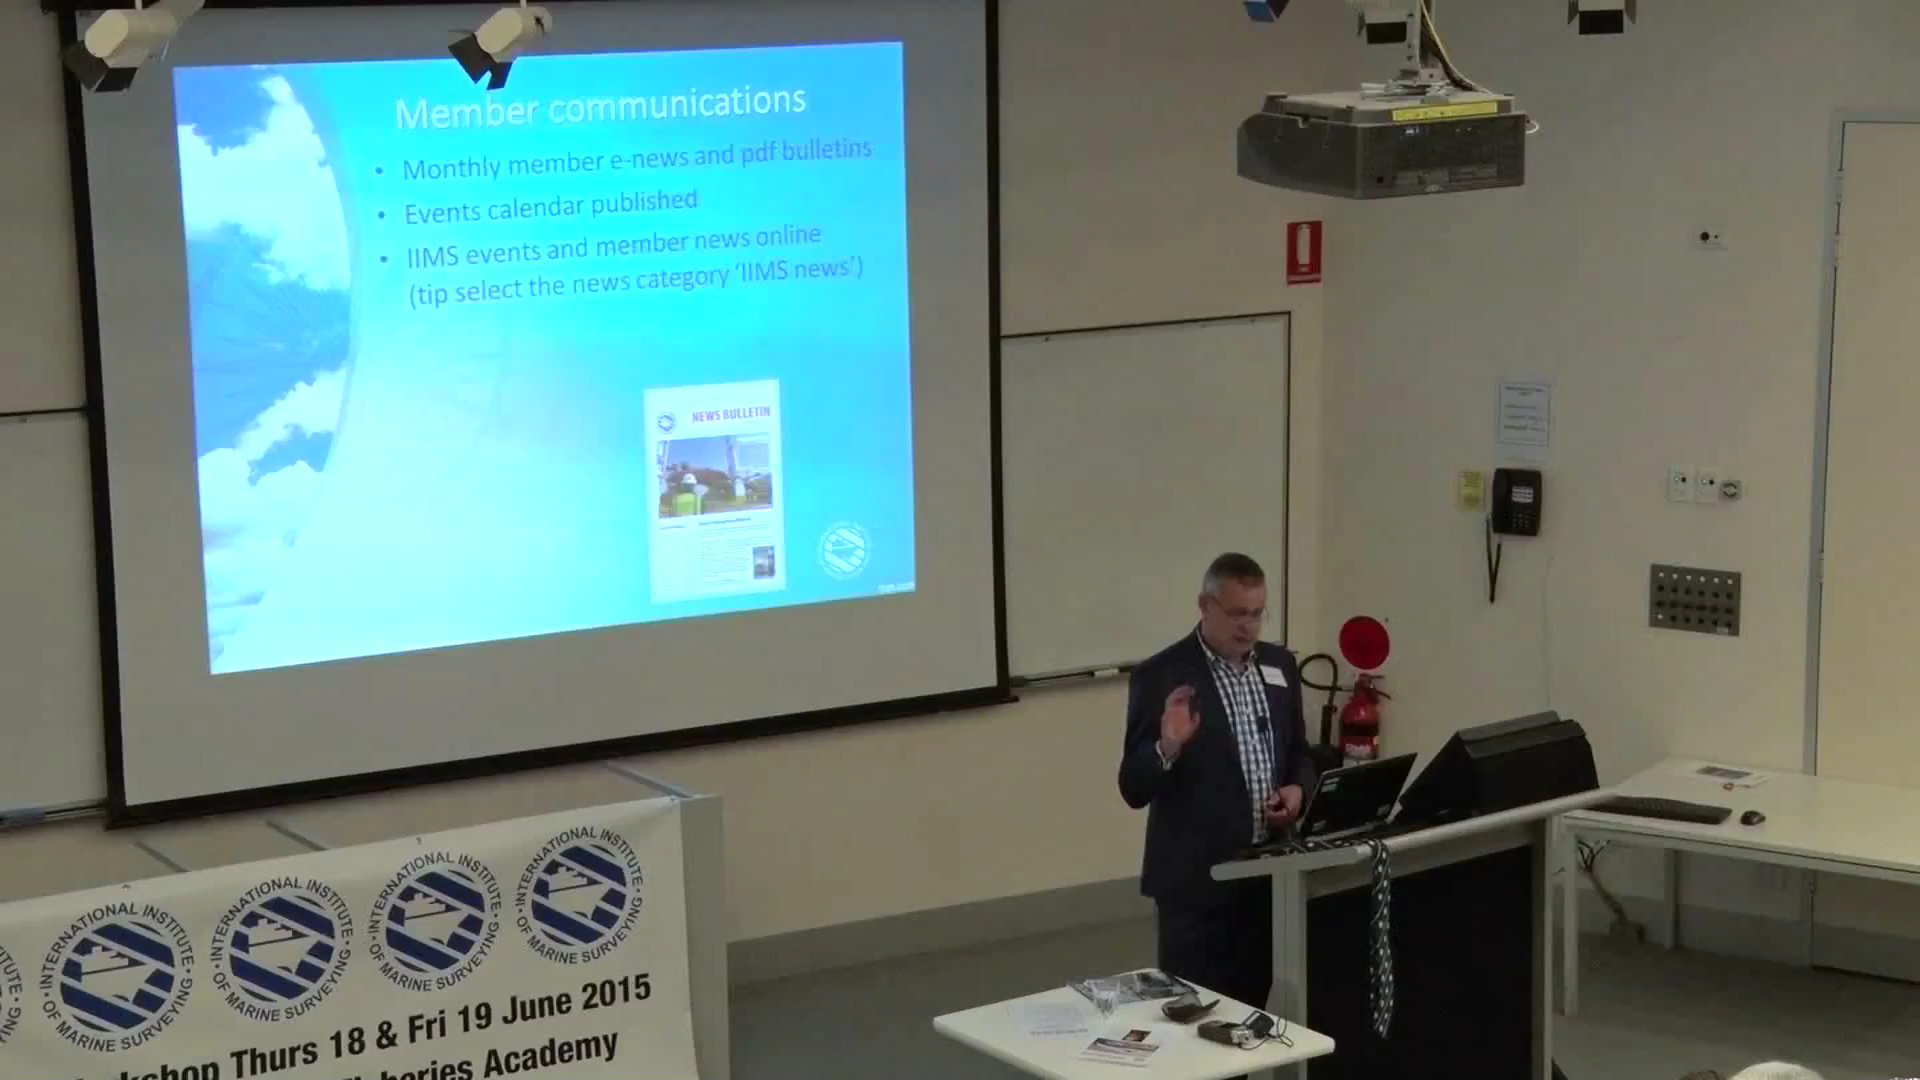 Member communications
• Monthly member e-news and pdf bulletins
• Events calendar published
• IIMS events and member news online
(tip select the news category ‘IIMS news’)
NEWS BULLETIN
INTERNATIONAL INSTITUTE
OF MARINE SURVEYING
INTERNATIONAL INSTITUTE
OF MARINE SURVEYING
INTERNATIONAL INSTITUTE
OF MARINE SURVEYING
INTERNATIONAL INSTITUTE
OF MARINE SURVEYING
Thurs 18 & Fri 19 June 2015
Academy